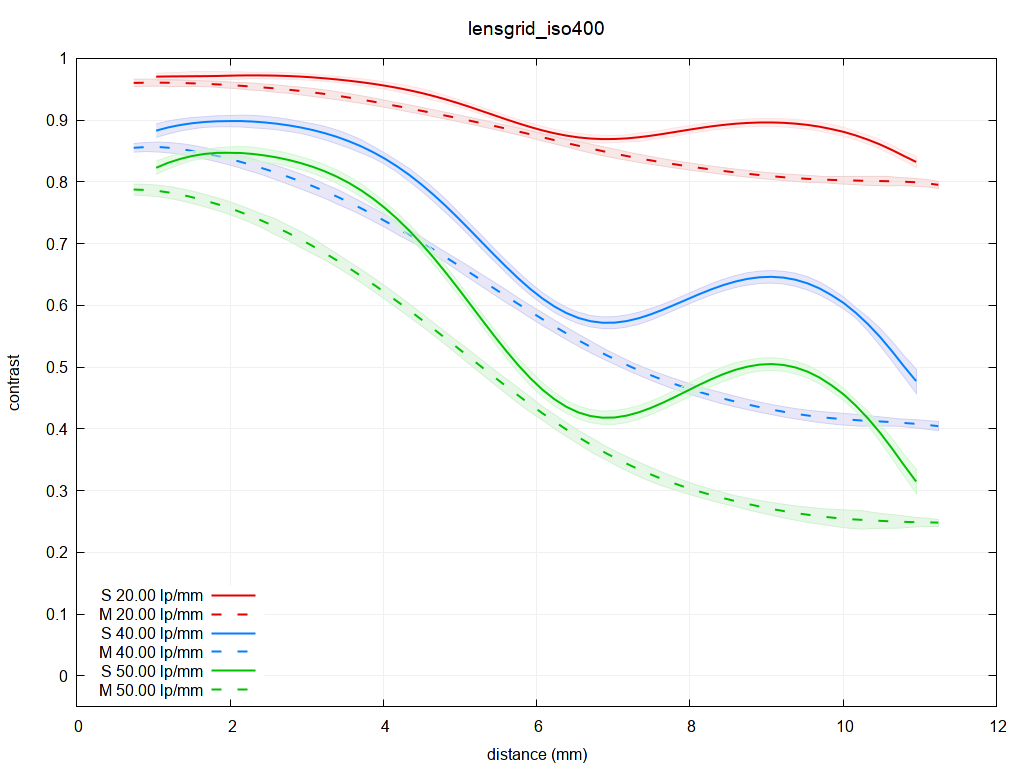 lensgrid_iso400
1
0.9
0.8
0.7
0.6
0.5
0.4
0.3
0.2
0.1
0
contrast
S 20.00 lp/mm
M 20.00 lp/mm
S 40.00 lp/mm
M 40.00 lp/mm
S 50.00 lp/mm
M 50.00 lp/mm
0 2 4 6 8 10 12
distance (mm)